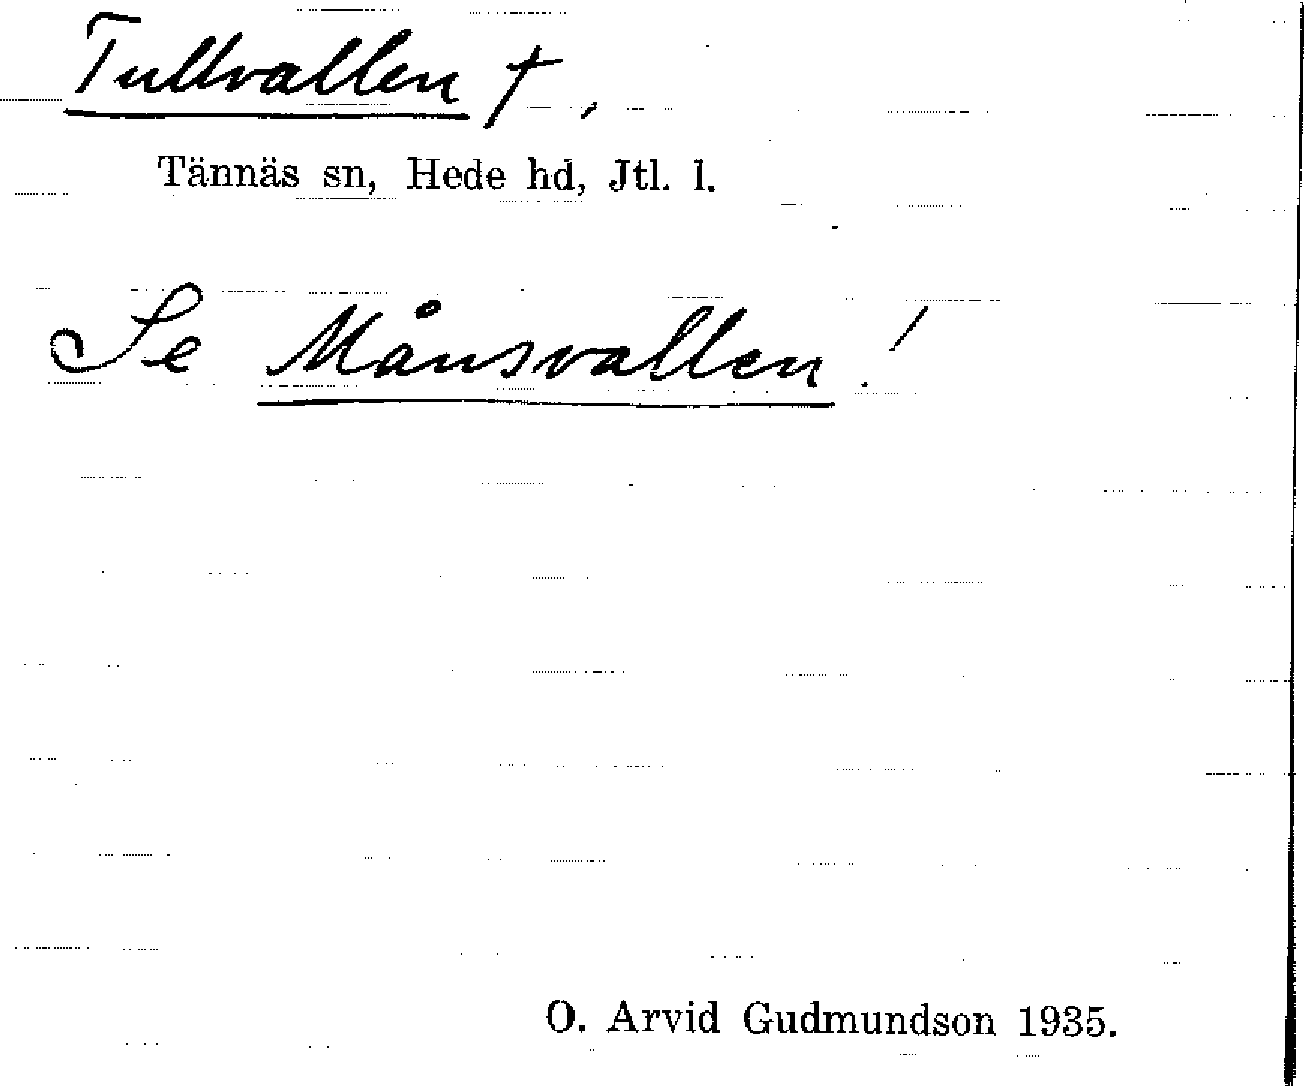 Tullvallen †,
Tännäs sn, Hede hd, Jtl. l.
Se Månsvallen!
O. Arvid Gudmundson 1935.